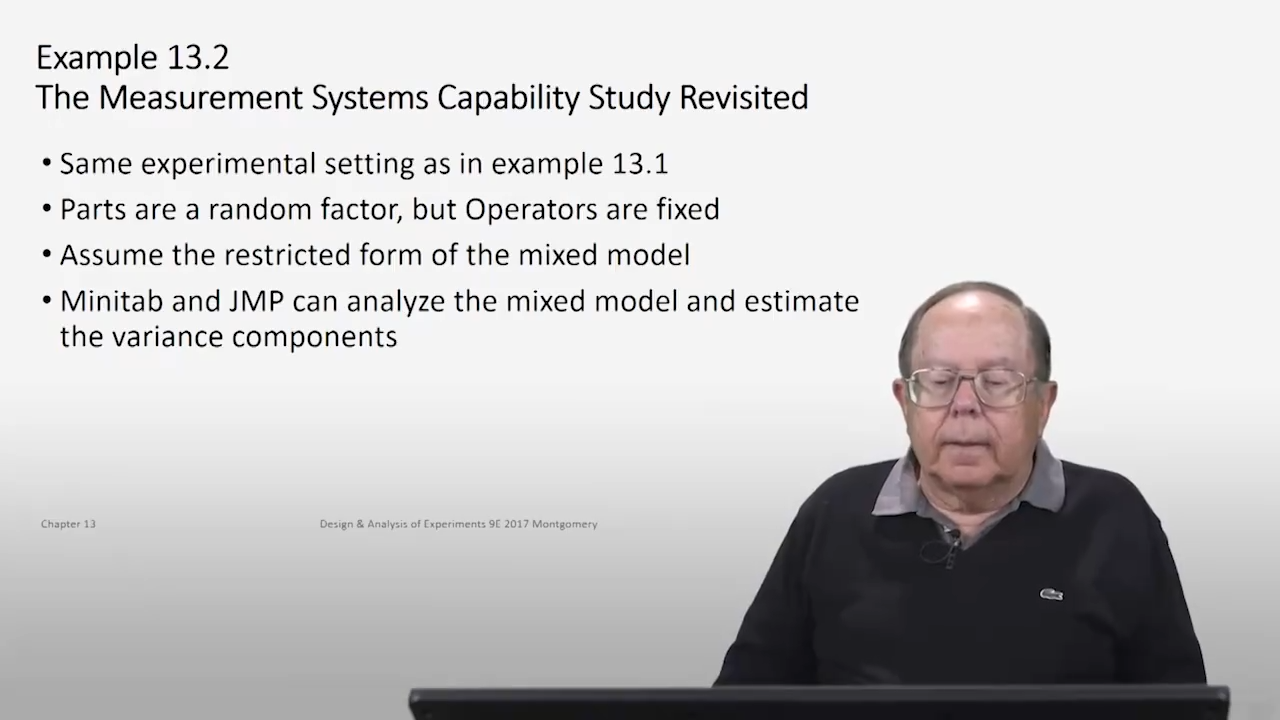 Example 13.2
The Measurement Systems Capability Study Revisited
• Same experimental setting as in example 13.1
• Parts are a random factor, but Operators are fixed
• Assume the restricted form of the mixed model
• Minitab and JMP can analyze the mixed model and estimate
the variance components
Chapter 13
Design & Analysis of Experiments 9E 2017 Montgomery